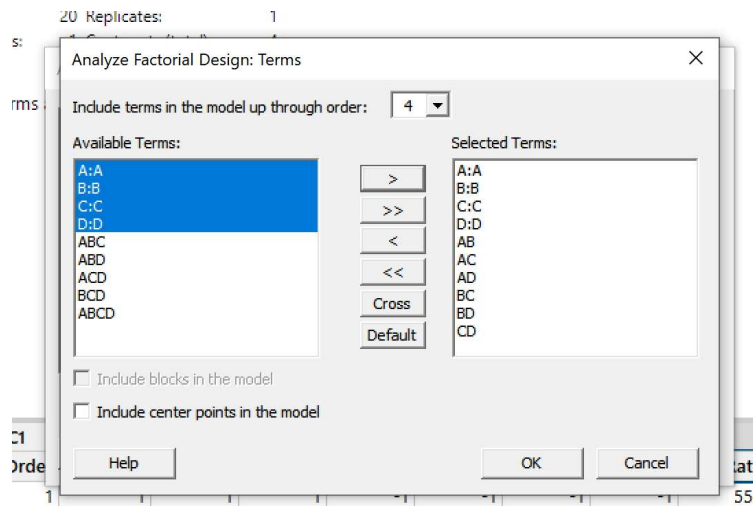 20 Replicates: 1
s:
Analyze Factorial Design: Terms
rms
Include terms in the model up through order: 4
Available Terms:
Selected Terms:
A:A
B:B
C:C
D:D
ABC
ABD
ACD
BCD
ABCD
>
>>
<
<<
Cross
Default
A:A
B:B
C:C
D:D
AB
AC
AD
BC
BD
CD
Include blocks in the model
Include center points in the model
C1
Help
OK
Cancel
1
55